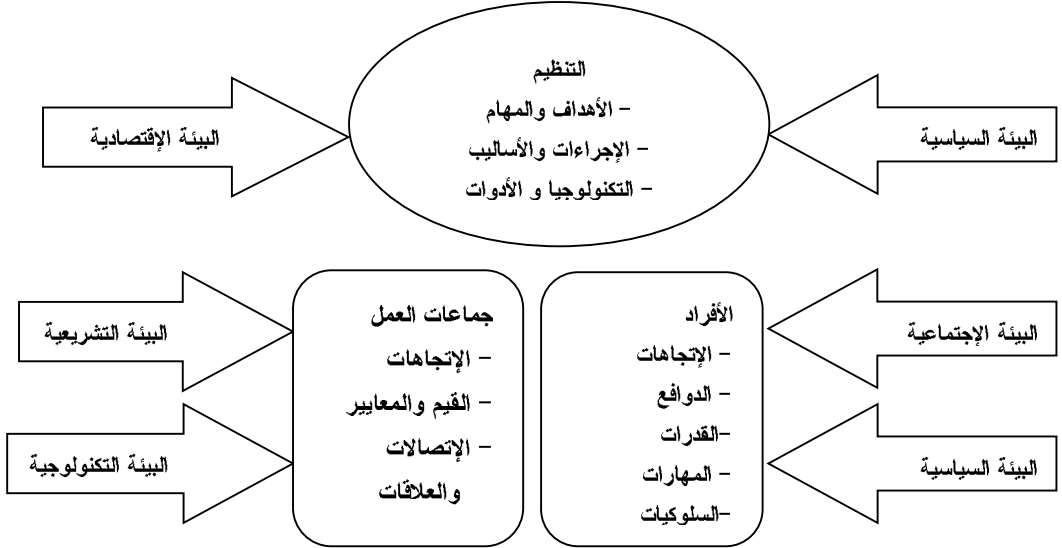 التنظيم
– الأهداف والمهام
– الإجراءات والأساليب
– التكنولوجيا و الأدوات
البيئة السياسية
البيئة الإقتصادية
الأفراد
– الإتجاهات
– الدوافع
–القدرات
– المهارات
–السلوكيات
جماعات العمل
– الإتجاهات
– القيم والمعايير
– الإتصالات
والعلاقات
البيئة الإجتماعية
البيئة السياسية
البيئة التشريعية
البيئة التكنولوجية